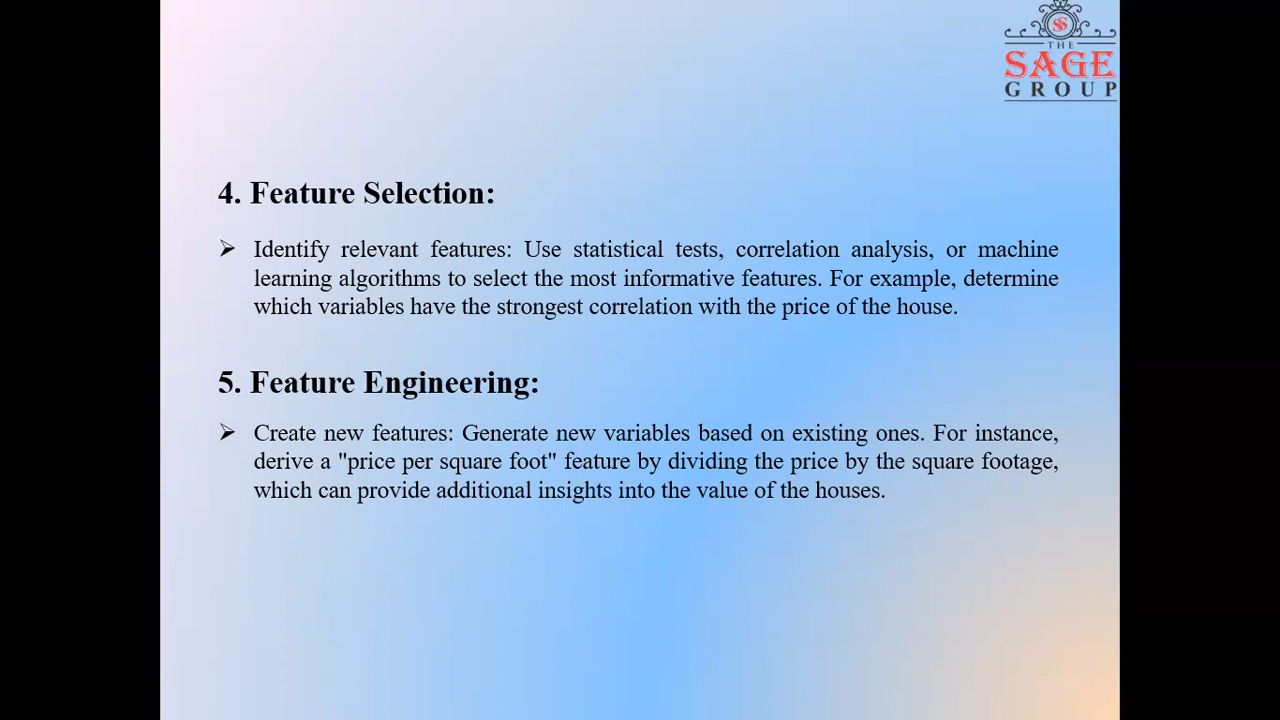 THE
SAGE
GROUP
4. Feature Selection:
➢ Identify relevant features: Use statistical tests, correlation analysis, or machine
learning algorithms to select the most informative features. For example, determine
which variables have the strongest correlation with the price of the house.
5. Feature Engineering:
➢ Create new features: Generate new variables based on existing ones. For instance,
derive a "price per square foot" feature by dividing the price by the square footage,
which can provide additional insights into the value of the houses.